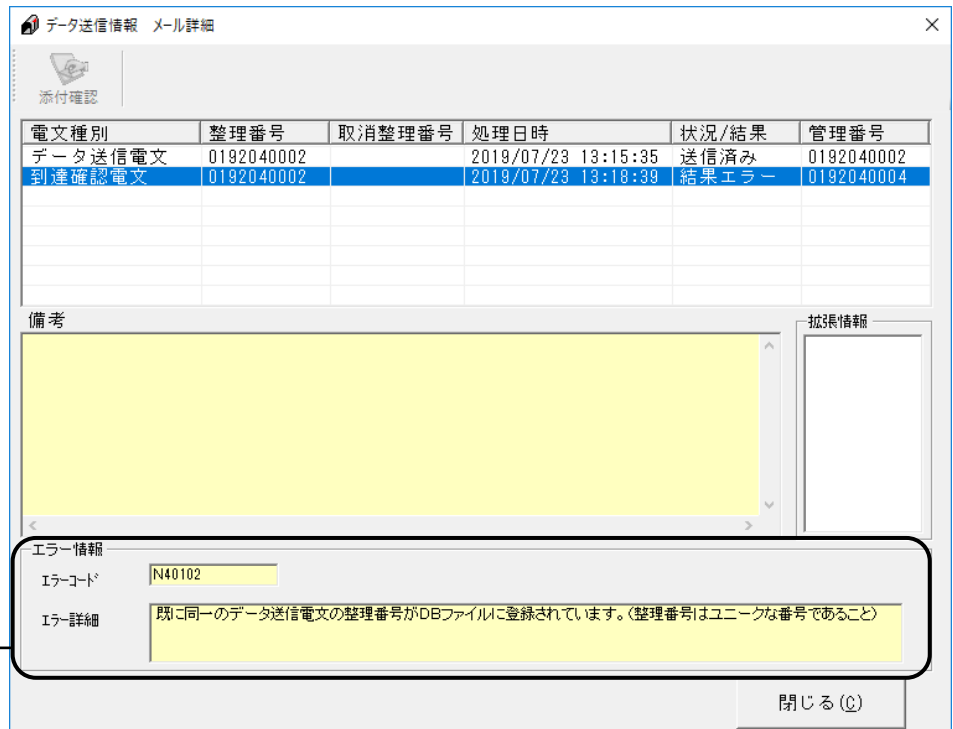 データ送信情報 メール詳細
添付確認
電文種別 整理番号 取消整理番号 処理日時 状況/結果 管理番号
データ送信電文 0192040002 2019/07/23 13:15:35 送信済み 0192040002
到達確認電文 0192040002 2019/07/23 13:18:39 結果エラー 0192040004
備考
拡張情報
エラー情報
エラーコード N40102
エラー詳細 既に同一のデータ送信電文の整理番号がDBファイルに登録されています。(整理番号はユニークな番号であること)
閉じる(C)